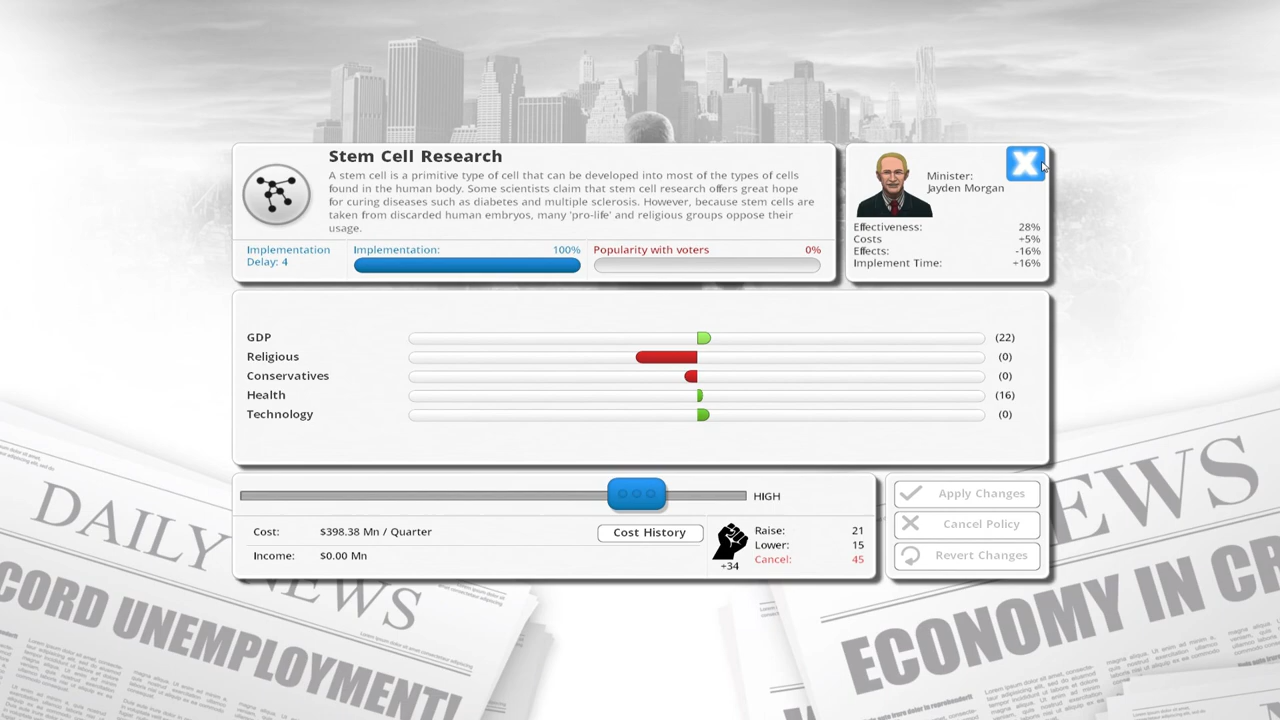 Stem Cell Research
A stem cell is a primitive type of cell that can be developed into most of the types of cells
found in the human body. Some scientists claim that stem cell research offers great hope
for curing diseases such as diabetes and multiple sclerosis. However, because stem cells are
taken from discarded human embryos, many 'pro-life' and religious groups oppose their
usage.
Implementation
Delay: 4
Implementation: 100%
Popularity with voters 0%
Minister:
Jayden Morgan
Effectiveness: 28%
Costs +5%
Effects: -16%
Implement Time: +16%
GDP (22)
Religious (0)
Conservatives (0)
Health (16)
Technology (0)
HIGH
Cost: $398.38 Mn / Quarter
Income: $0.00 Mn
Cost History
+34
Raise: 21
Lower: 15
Cancel: 45
Apply Changes
Cancel Policy
Revert Changes
DAILY NEWS
CORD UNEMPLOYMENT!
EWS
ECONOMY IN CR